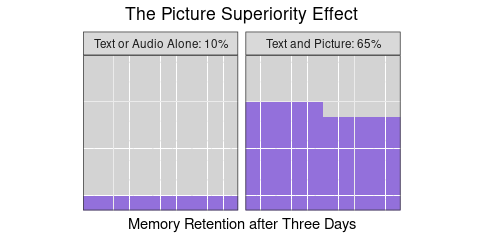 The Picture Superiority Effect
Text or Audio Alone: 10%
Text and Picture: 65%
Memory Retention after Three Days